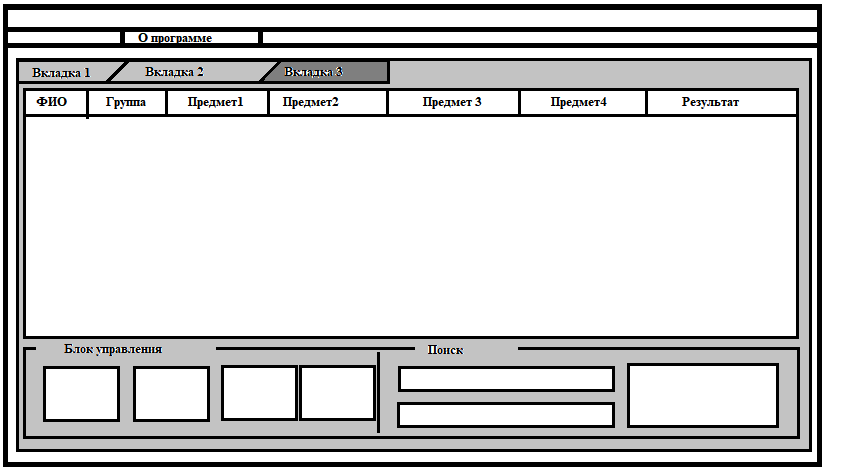 О программе
Вкладка 1 Вкладка 2 Вкладка 3
ФИО Группа Предмет1 Предмет2 Предмет 3 Предмет4 Результат
Блок управления Поиск